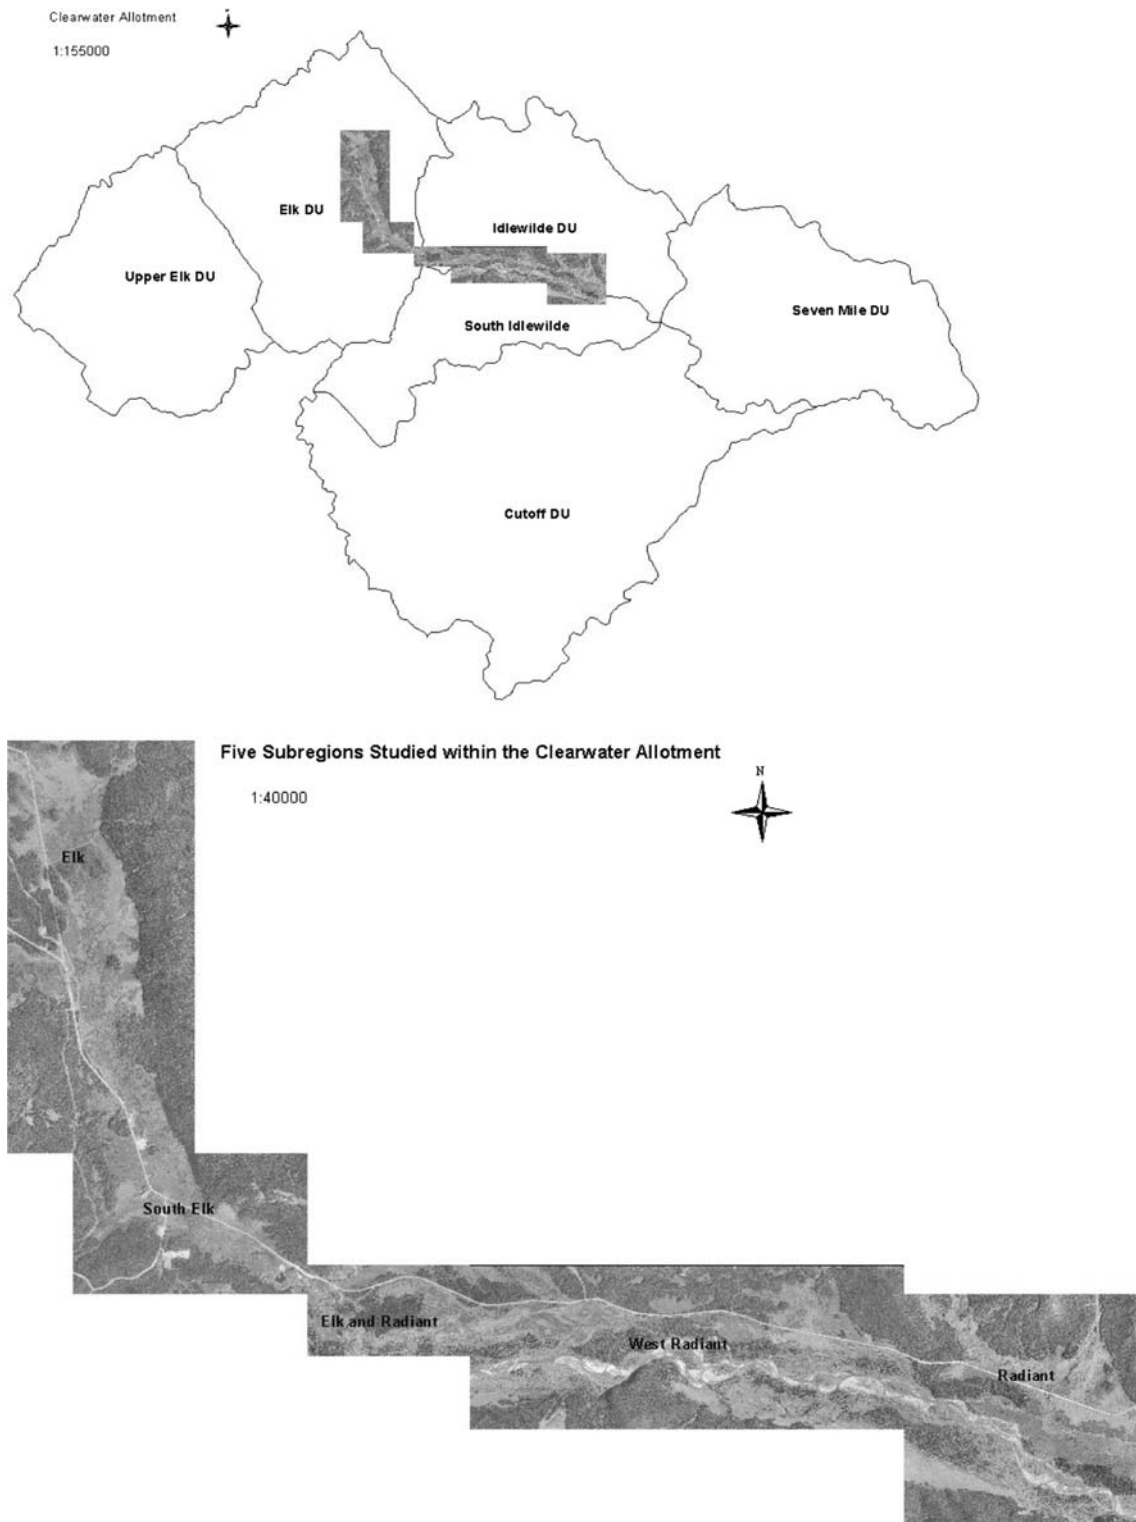 Clearwater Allotment
1:155000
Elk DU
Idlewilde DU
Upper Elk DU
Seven Mile DU
South Idlewilde
Cutoff DU
Five Subregions Studied within the Clearwater Allotment
1:40000
N
Elk
South Elk
Elk and Radiant
West Radiant
Radiant